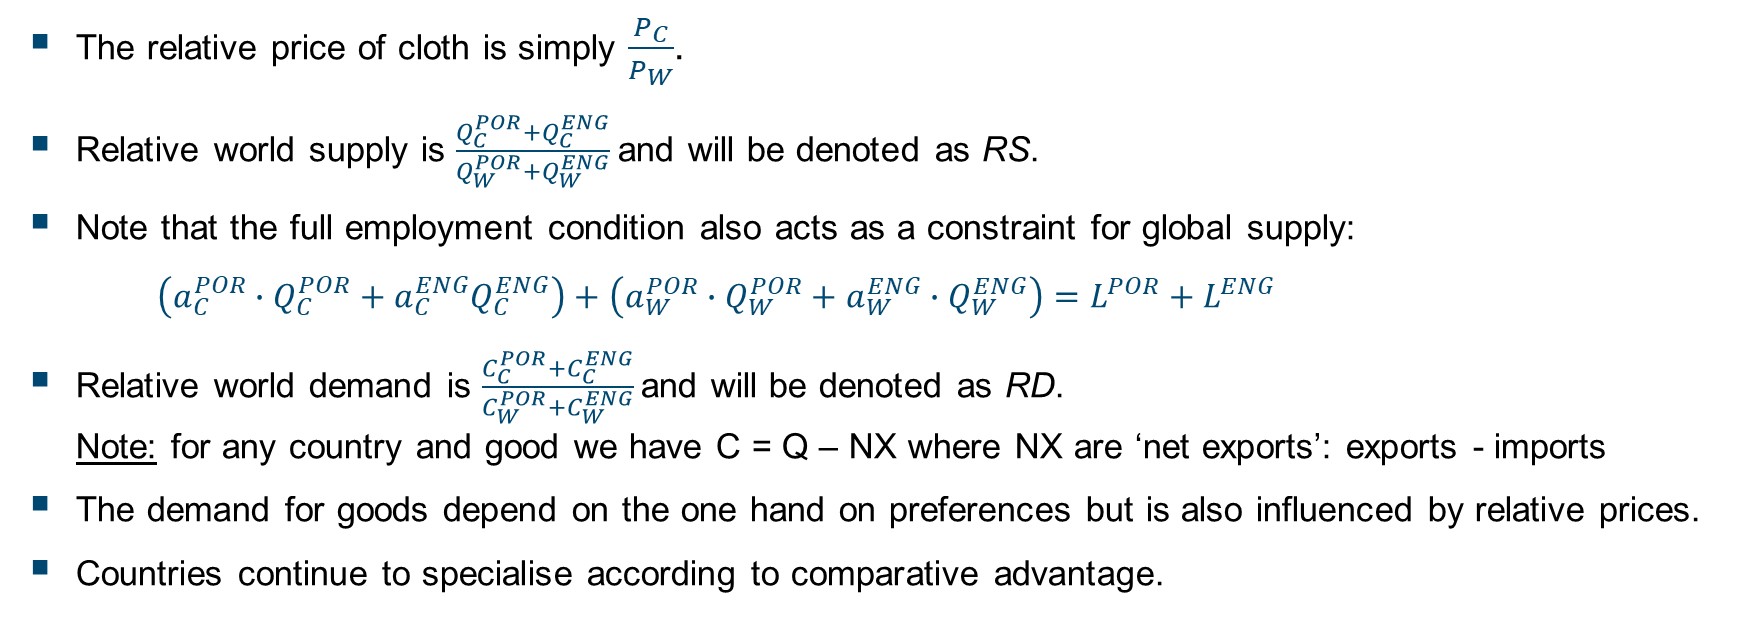 ▪ The relative price of cloth is simply $\frac{P_C}{P_W}$.
▪ Relative world supply is $\frac{Q_C^{POR}+Q_C^{ENG}}{Q_W^{POR}+Q_W^{ENG}}$ and will be denoted as RS.
▪ Note that the full employment condition also acts as a constraint for global supply:
$(a_C^{POR} \cdot Q_C^{POR} + a_C^{ENG} Q_C^{ENG}) + (a_W^{POR} \cdot Q_W^{POR} + a_W^{ENG} \cdot Q_W^{ENG}) = L^{POR} + L^{ENG}$
▪ Relative world demand is $\frac{C_C^{POR}+C_C^{ENG}}{C_W^{POR}+C_W^{ENG}}$ and will be denoted as RD.
Note: for any country and good we have C = Q – NX where NX are ‘net exports’: exports - imports
▪ The demand for goods depend on the one hand on preferences but is also influenced by relative prices.
▪ Countries continue to specialise according to comparative advantage.